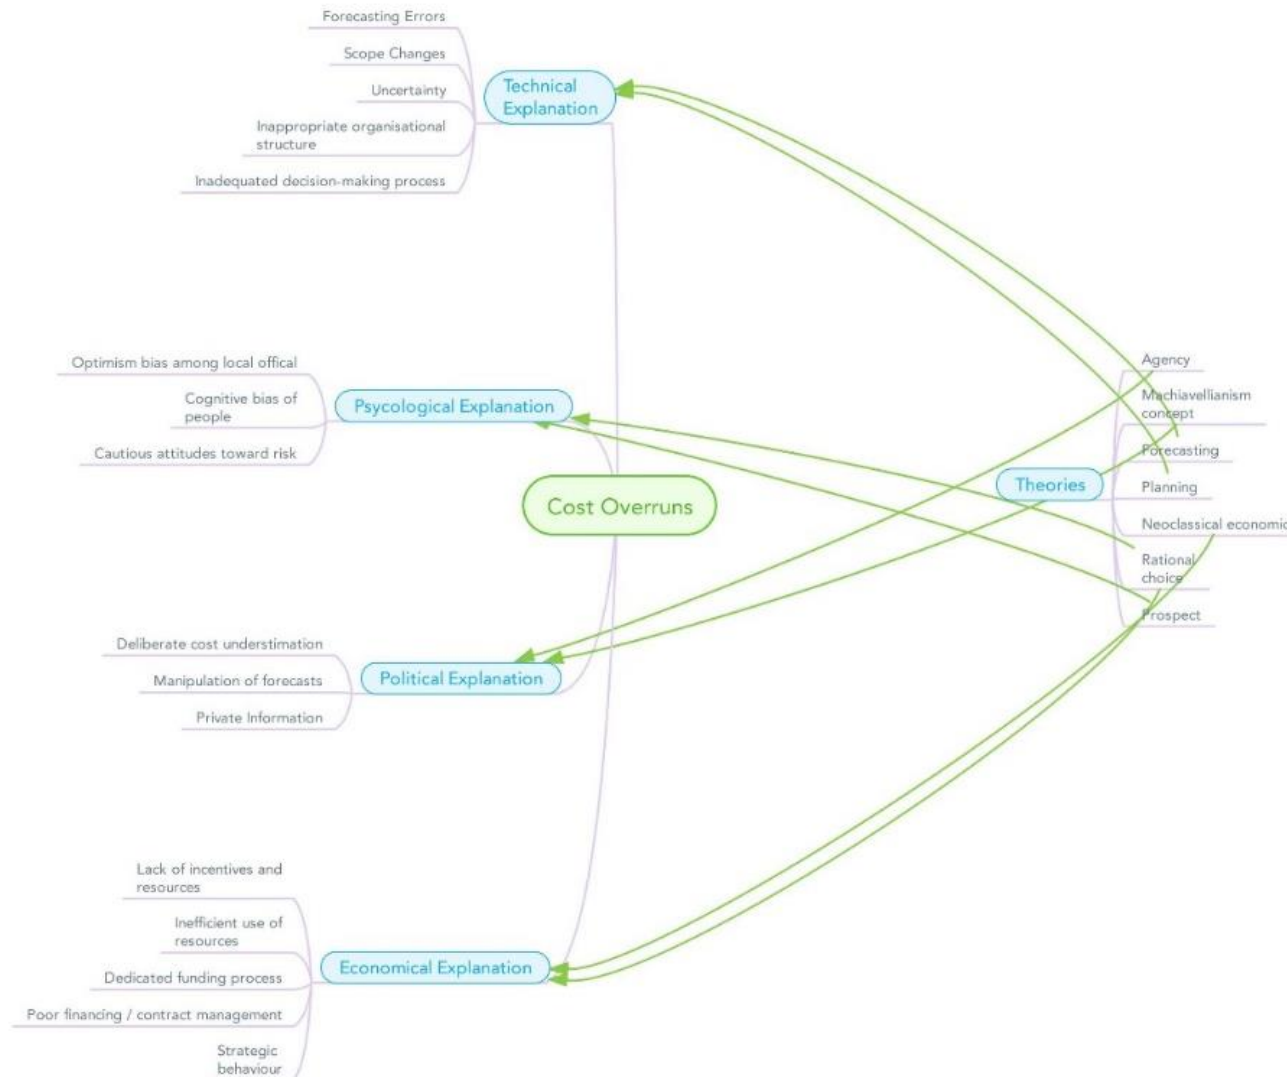 Forecasting Errors
Scope Changes
Uncertainty
Inappropriate organisational
structure
Inadequated decision-making process
Technical
Explanation
Optimism bias among local offical
Cognitive bias of
people
Cautious attitudes toward risk
Psycological Explanation
Cost Overruns
Deliberate cost understimation
Manipulation of forecasts
Private Information
Political Explanation
Lack of incentives and
resources
Inefficient use of
resources
Dedicated funding process
Poor financing / contract management
Strategic
behaviour
Economical Explanation
Theories
Agency
Machiavellianism
concept
Forecasting
Planning
Neoclassical economic
Rational
choice
Prospect